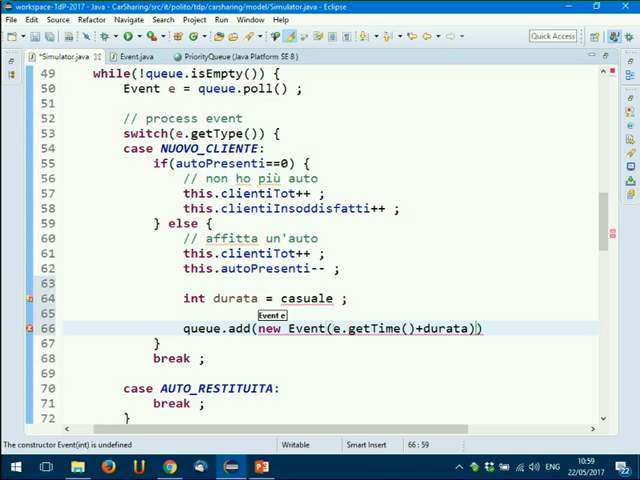 workspace-TdP-2017 - Java - CarSharing/src/it/polito/tdp/carsharing/model/Simulator.java - Eclipse
File Edit Source Refactor Navigate Search Project Run Window Help
Quick Access
*Simulator.java Event.java PriorityQueue (Java Platform SE 8 )
49 while(!queue.isEmpty()) {
50 Event e = queue.poll() ;
51
52 // process event
53 switch(e.getType()) {
54 case NUOVO_CLIENTE:
55 if(autoPresenti==0) {
56 // non ho più auto
57 this.clientiTot++ ;
58 this.clientiInsoddisfatti++ ;
59 } else {
60 // affitta un'auto
61 this.clientiTot++ ;
62 this.autoPresenti-- ;
63
64 int durata = casuale ;
65 Event e
66 queue.add(new Event(e.getTime()+durata))
67 }
68 break ;
69
70 case AUTO_RESTITUITA:
71 break ;
72 }
The constructor Event(int) is undefined Writable Smart Insert 66 : 59
ENG 10:59 22/05/2017 22